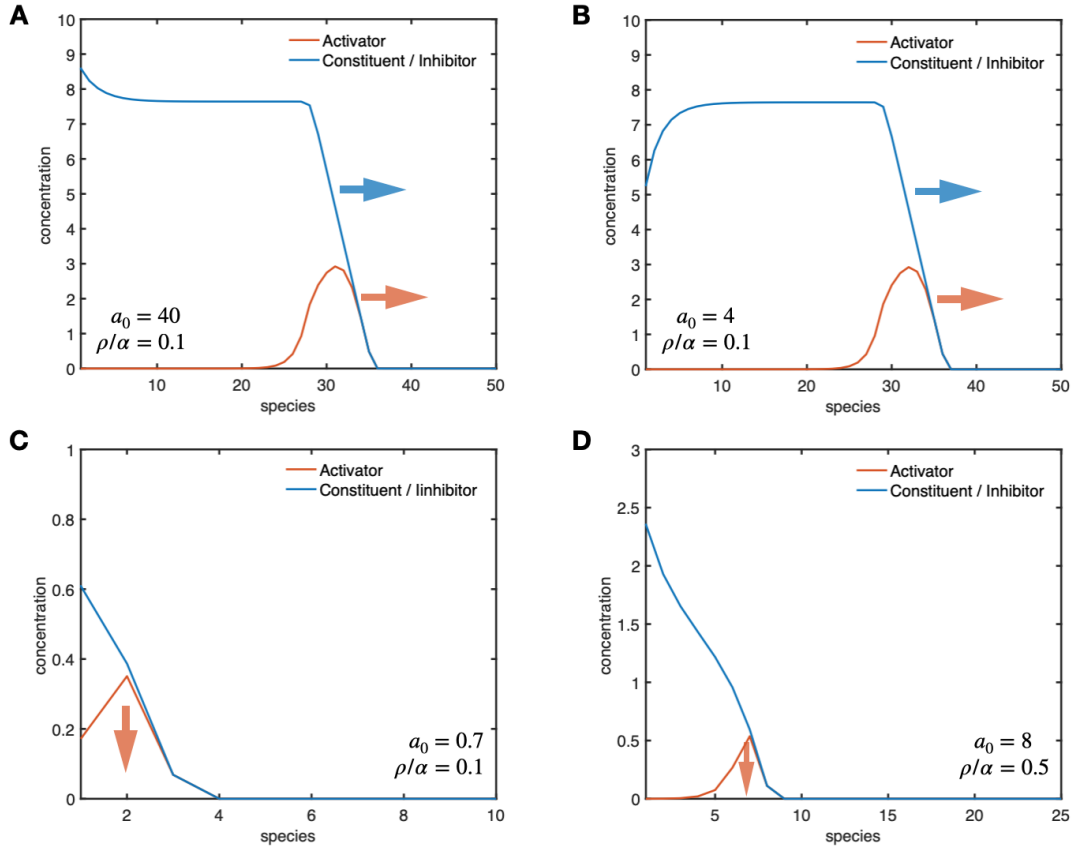 A
10
9
8
7
6
5
4
3
2
1
0
concentration
Activator
Constituent / Inhibitor
a₀ = 40
ρ/α = 0.1
10
20
30
40
50
species
B
10
9
8
7
6
5
4
3
2
1
0
concentration
Activator
Constituent / Inhibitor
a₀ = 4
ρ/α = 0.1
10
20
30
40
50
species
C
1
0.8
0.6
0.4
0.2
0
concentration
Activator
Constituent / Iinhibitor
a₀ = 0.7
ρ/α = 0.1
2
4
6
8
10
species
D
3
2.5
2
1.5
1
0.5
0
concentration
Activator
Constituent / Inhibitor
a₀ = 8
ρ/α = 0.5
5
10
15
20
25
species